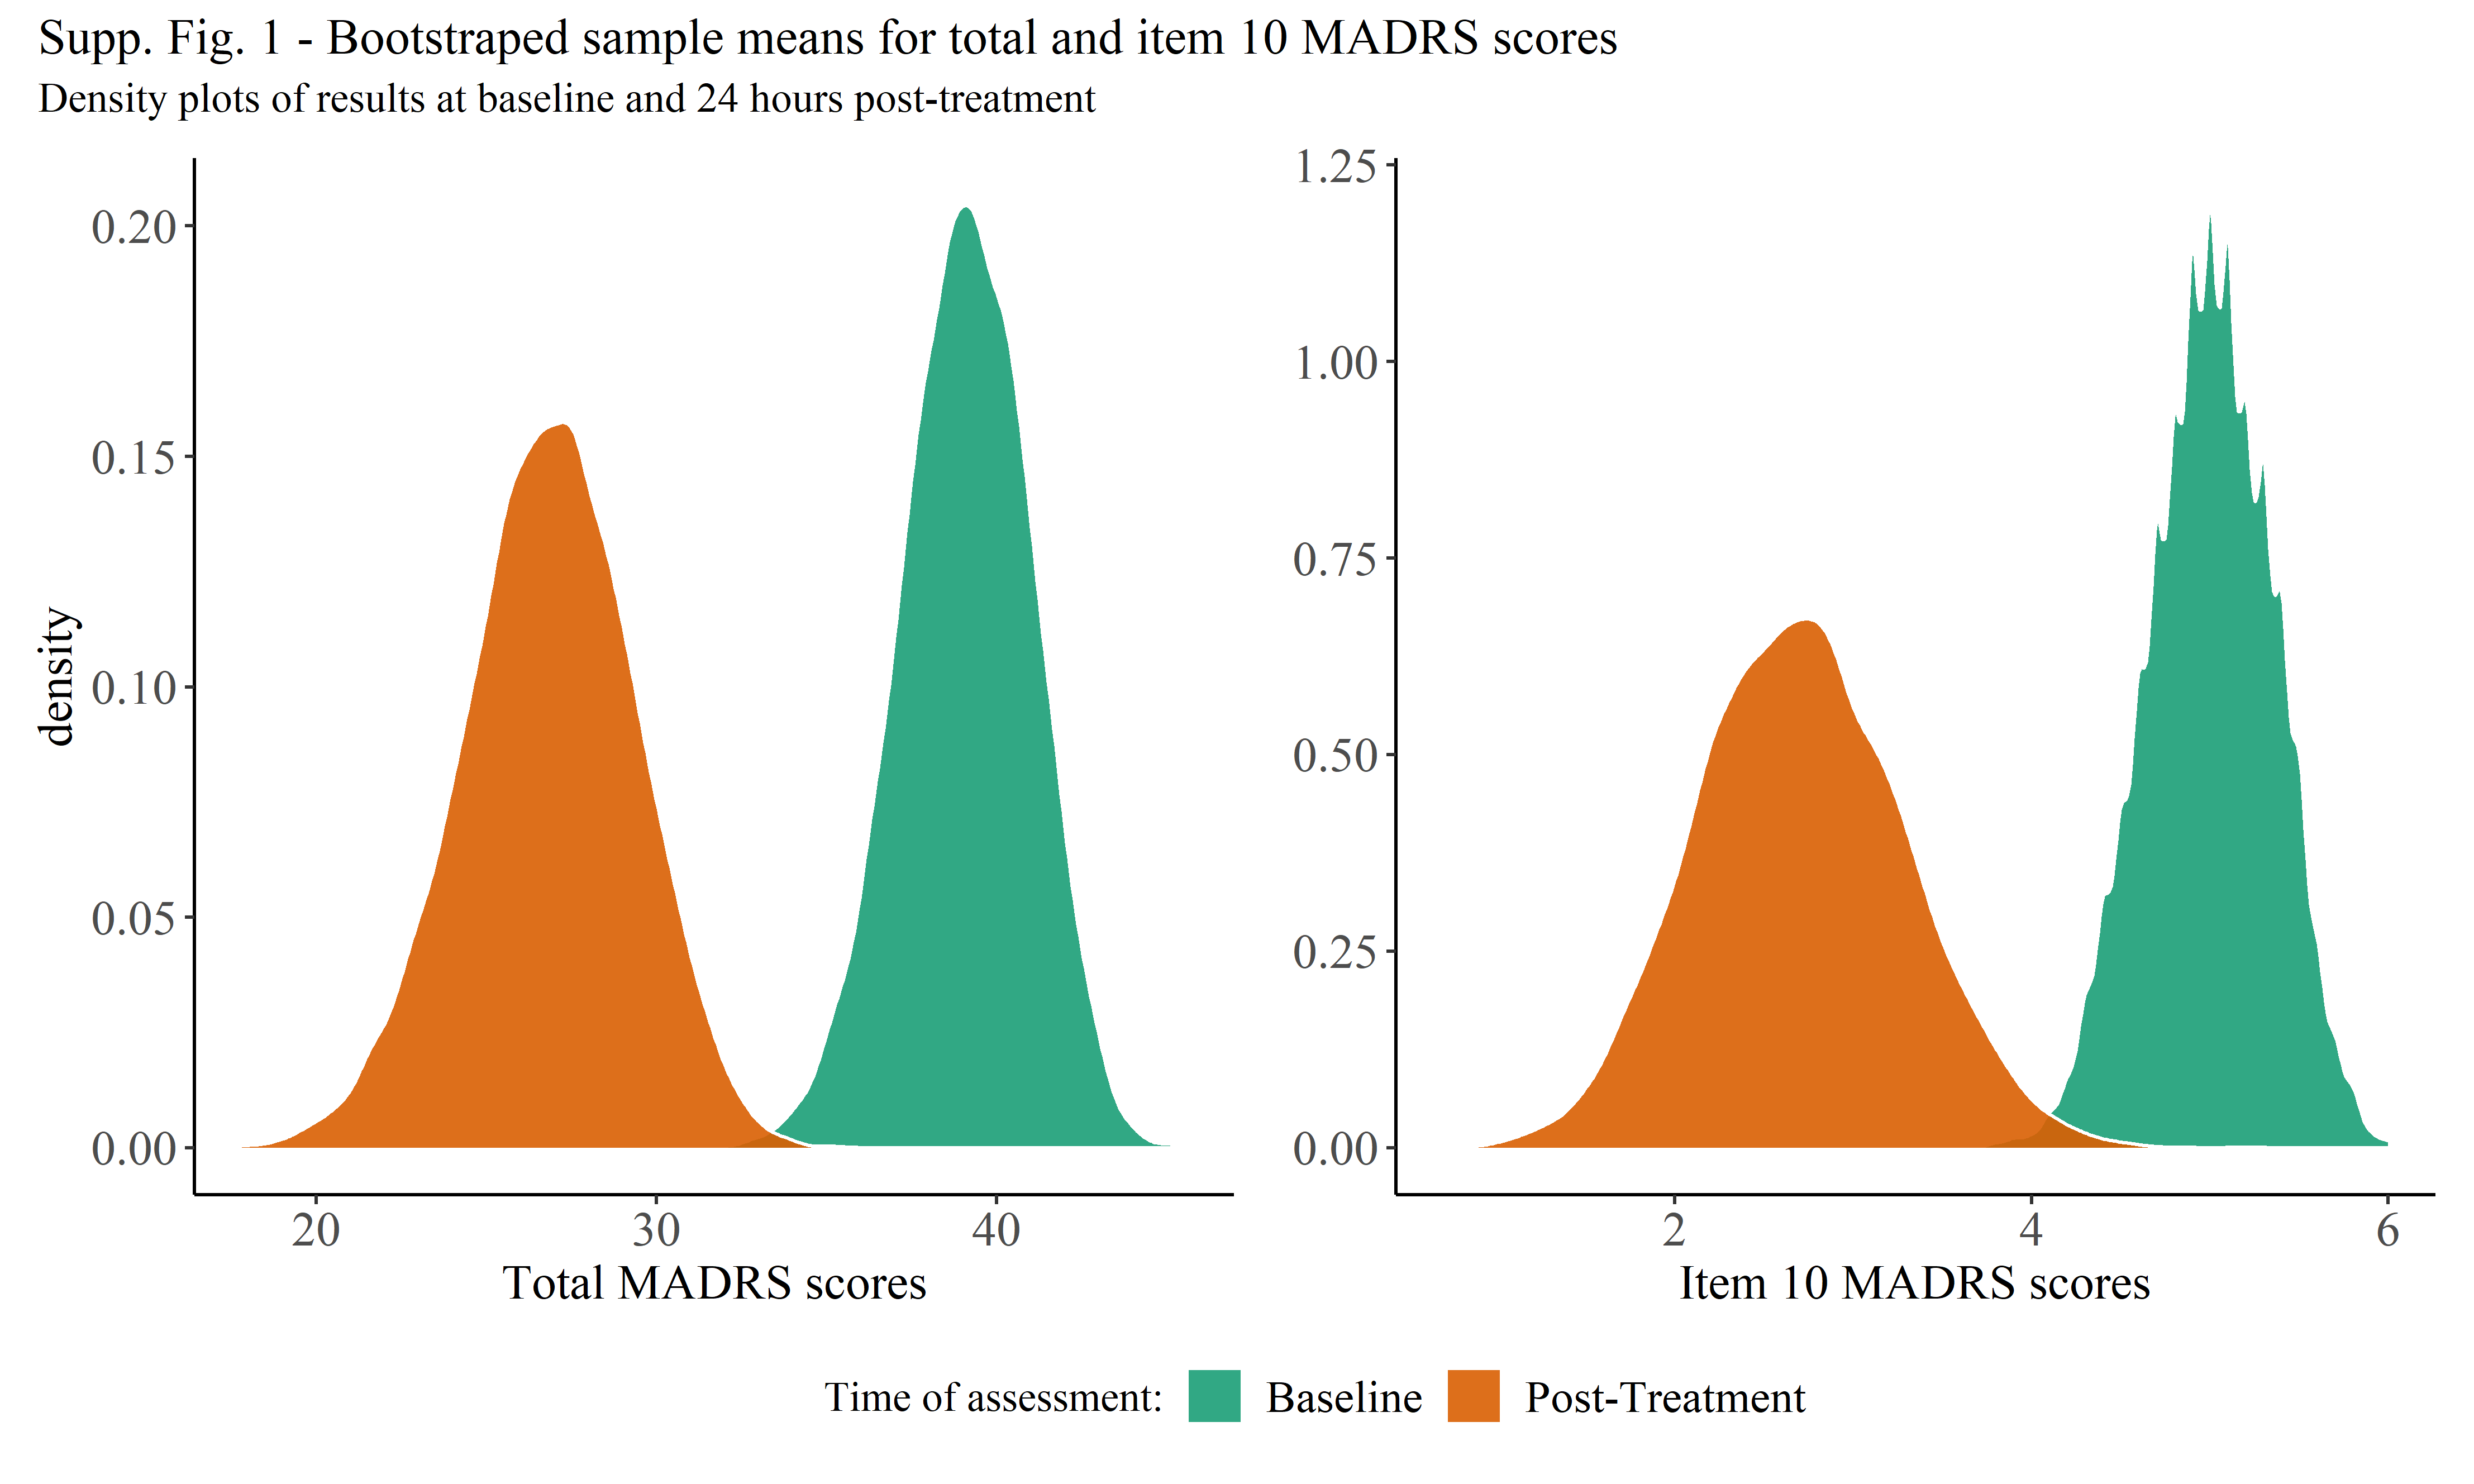 Supp. Fig. 1 - Bootstraped sample means for total and item 10 MADRS scores
Density plots of results at baseline and 24 hours post-treatment
density
0.20
0.15
0.10
0.05
0.00
20 30 40
Total MADRS scores
1.25
1.00
0.75
0.50
0.25
0.00
2 4 6
Item 10 MADRS scores
Time of assessment: Baseline Post-Treatment